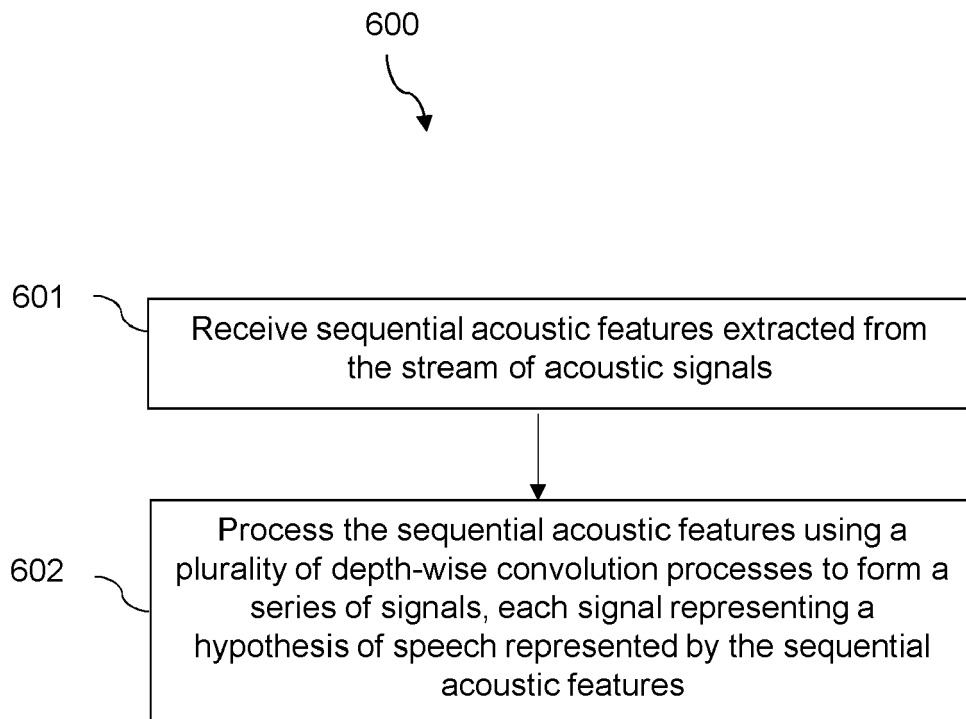 600
601
Receive sequential acoustic features extracted from
the stream of acoustic signals
602
Process the sequential acoustic features using a
plurality of depth-wise convolution processes to form a
series of signals, each signal representing a
hypothesis of speech represented by the sequential
acoustic features